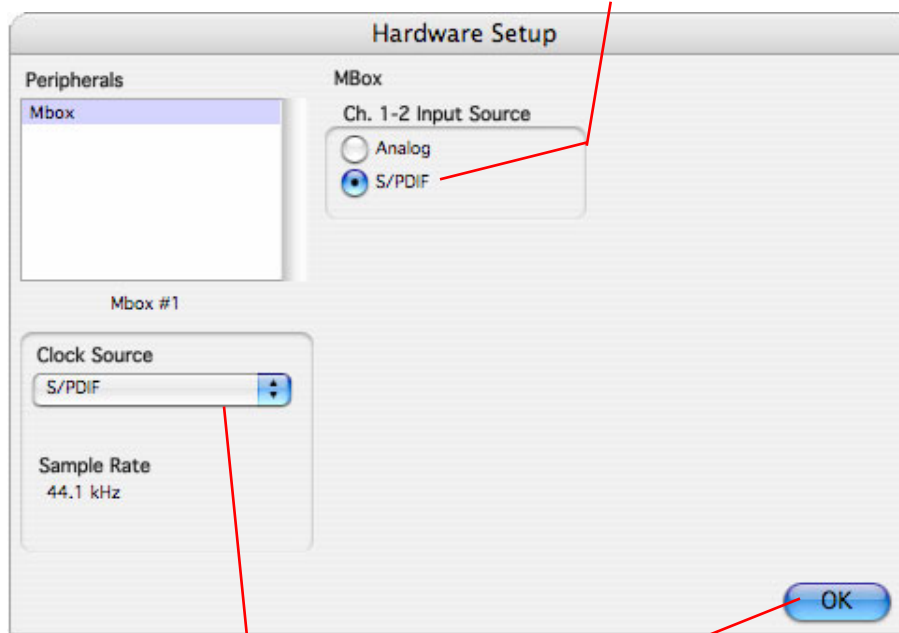 Hardware Setup
Peripherals
Mbox
Mbox #1
MBox
Ch. 1-2 Input Source
Analog
S/PDIF
Clock Source
S/PDIF
Sample Rate
44.1 kHz
OK